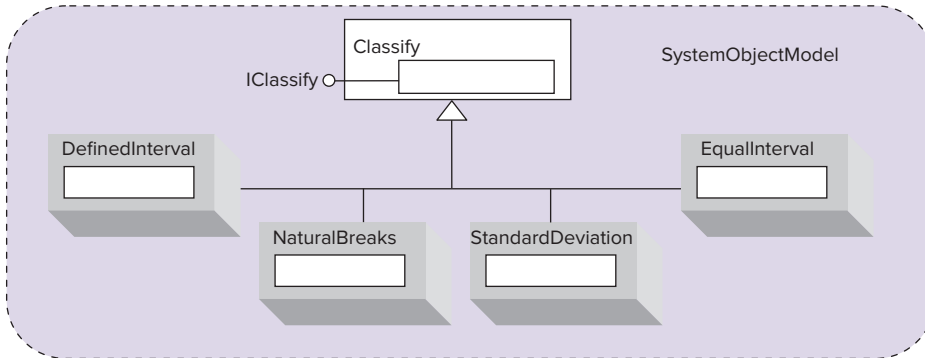 Classify
IClassify
SystemObjectModel
DefinedInterval
EqualInterval
NaturalBreaks
StandardDeviation